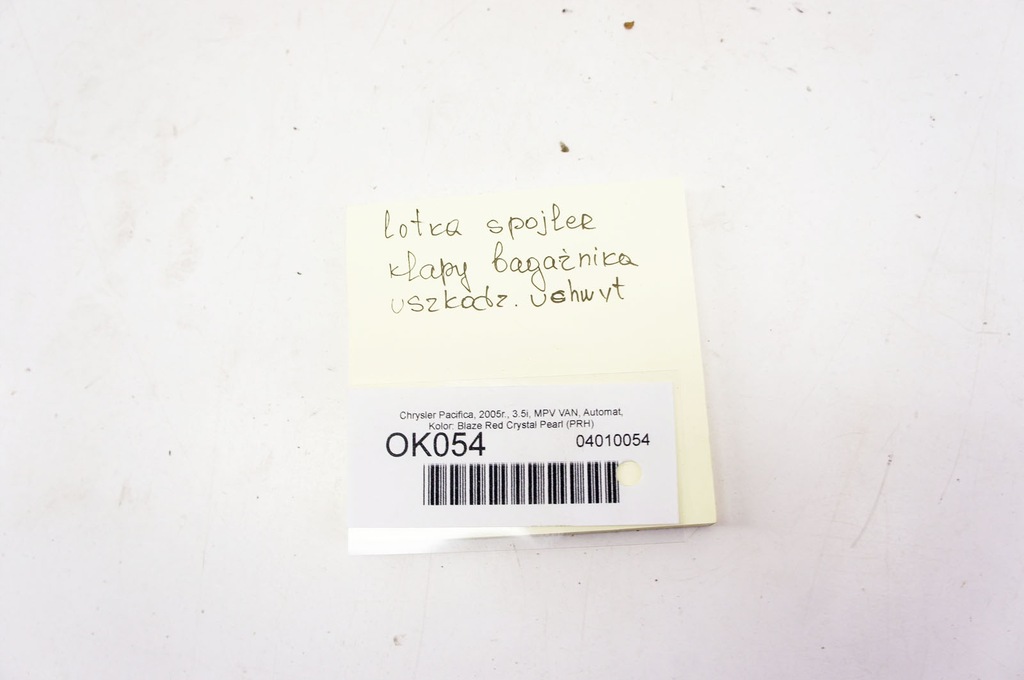 lotka spojler
klapy bagażnika
uszkodz. uchwyt
Chrysler Pacifica, 2005r., 3.5i, MPV VAN, Automat,
Kolor: Blaze Red Crystal Pearl (PRH)
OK054 04010054